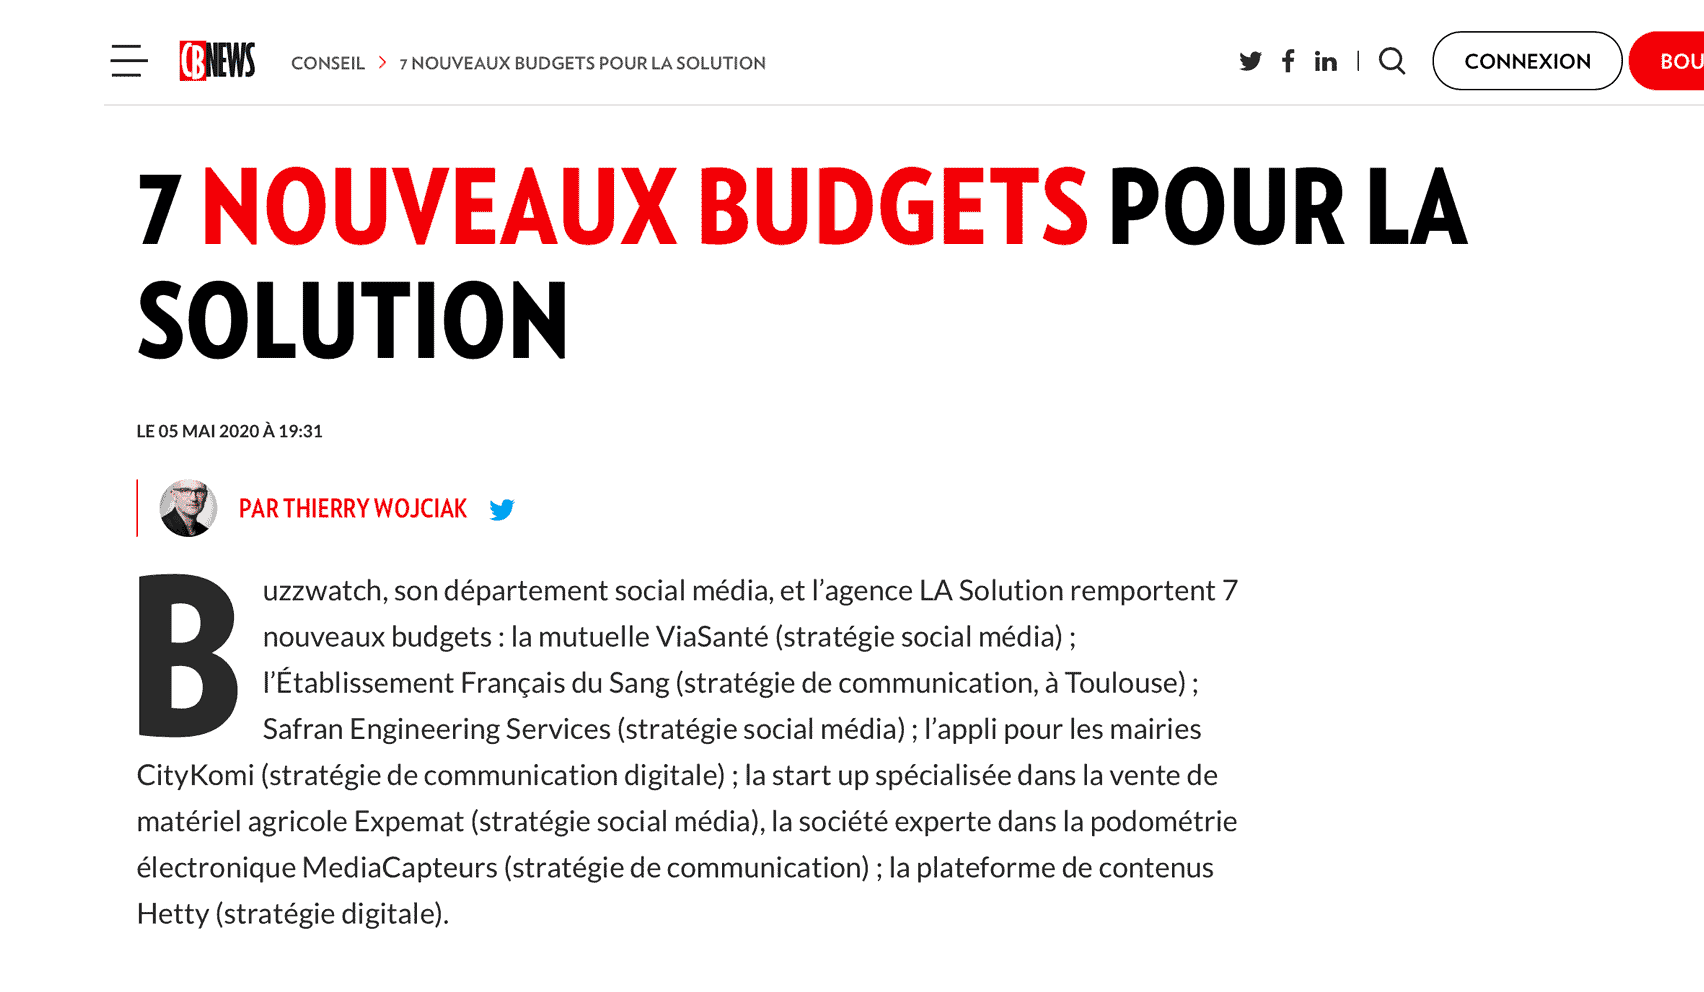 CBNEWS
CONSEIL > 7 NOUVEAUX BUDGETS POUR LA SOLUTION
CONNEXION
BOU
7 NOUVEAUX BUDGETS POUR LA
SOLUTION
LE 05 MAI 2020 À 19:31
PAR THIERRY WOJCIAK
Buzzwatch, son département social média, et l’agence LA Solution remportent 7
nouveaux budgets : la mutuelle ViaSanté (stratégie social média) ;
l’Établissement Français du Sang (stratégie de communication, à Toulouse) ;
Safran Engineering Services (stratégie social média) ; l’appli pour les mairies
CityKomi (stratégie de communication digitale) ; la start up spécialisée dans la vente de
matériel agricole Expemat (stratégie social média), la société experte dans la podométrie
électronique MediaCapteurs (stratégie de communication) ; la plateforme de contenus
Hetty (stratégie digitale).